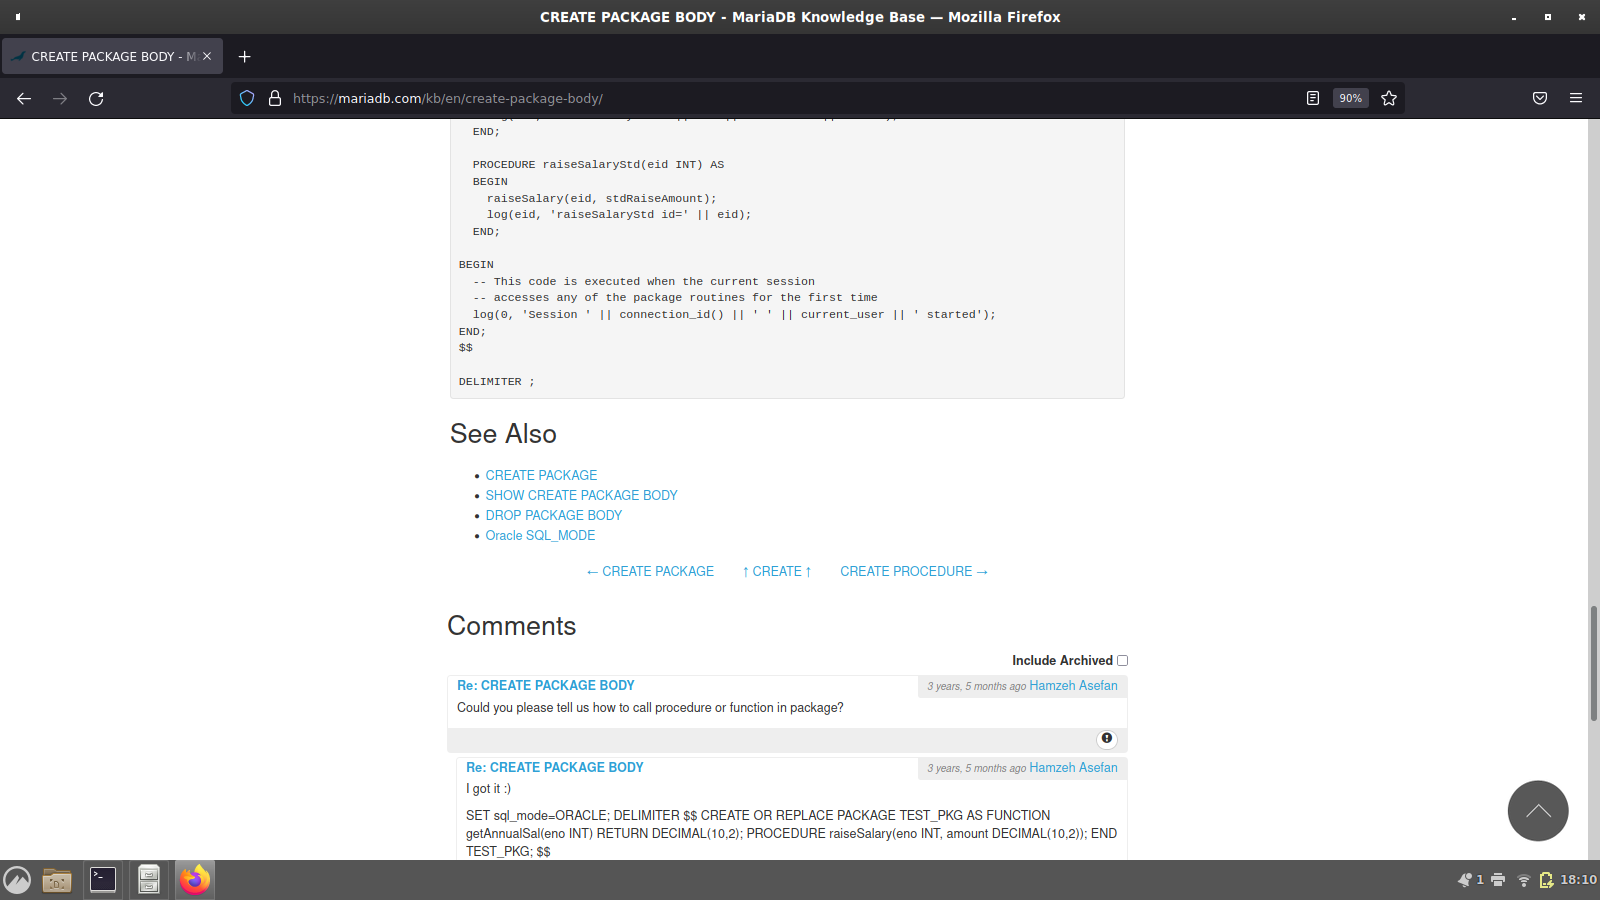 CREATE PACKAGE BODY - MariaDB Knowledge Base — Mozilla Firefox
CREATE PACKAGE BODY - M
https://mariadb.com/kb/en/create-package-body/
90%
END;
PROCEDURE raiseSalaryStd(eid INT) AS
BEGIN
raiseSalary(eid, stdRaiseAmount);
log(eid, 'raiseSalaryStd id=' || eid);
END;
BEGIN
-- This code is executed when the current session
-- accesses any of the package routines for the first time
log(0, 'Session ' || connection_id() || ' ' || current_user || ' started');
END;
$$
DELIMITER ;
See Also
• CREATE PACKAGE
• SHOW CREATE PACKAGE BODY
• DROP PACKAGE BODY
• Oracle SQL_MODE
← CREATE PACKAGE ↑ CREATE ↑ CREATE PROCEDURE →
Comments
Include Archived
Re: CREATE PACKAGE BODY 3 years, 5 months ago Hamzeh Asefan
Could you please tell us how to call procedure or function in package?
Re: CREATE PACKAGE BODY 3 years, 5 months ago Hamzeh Asefan
I got it :)
SET sql_mode=ORACLE; DELIMITER $$ CREATE OR REPLACE PACKAGE TEST_PKG AS FUNCTION
getAnnualSal(eno INT) RETURN DECIMAL(10,2); PROCEDURE raiseSalary(eno INT, amount DECIMAL(10,2)); END
TEST_PKG; $$
1 18:10